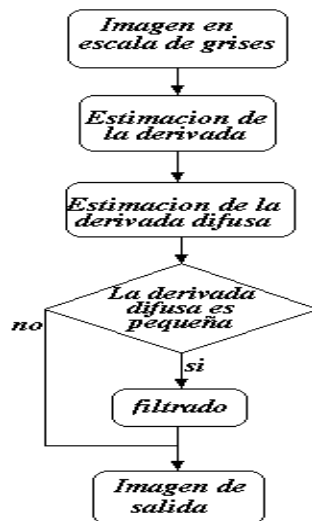 Imagen en
escala de grises
Estimacion de
la derivada
Estimacion de la
derivada difusa
La derivada
difusa es
pequeña
no
si
filtrado
Imagen de
salida